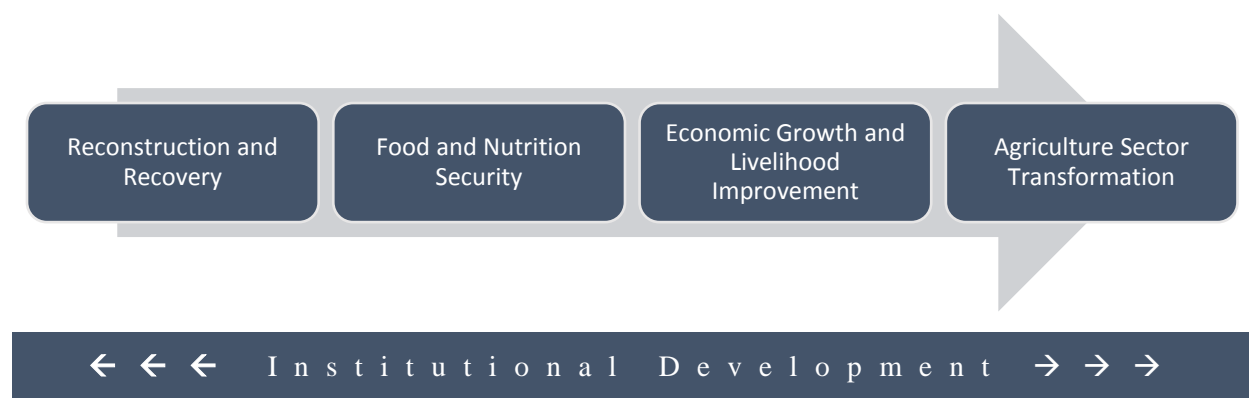 Reconstruction and
Recovery
Food and Nutrition
Security
Economic Growth and
Livelihood
Improvement
Agriculture Sector
Transformation
← ← ← Institutional Development → → →